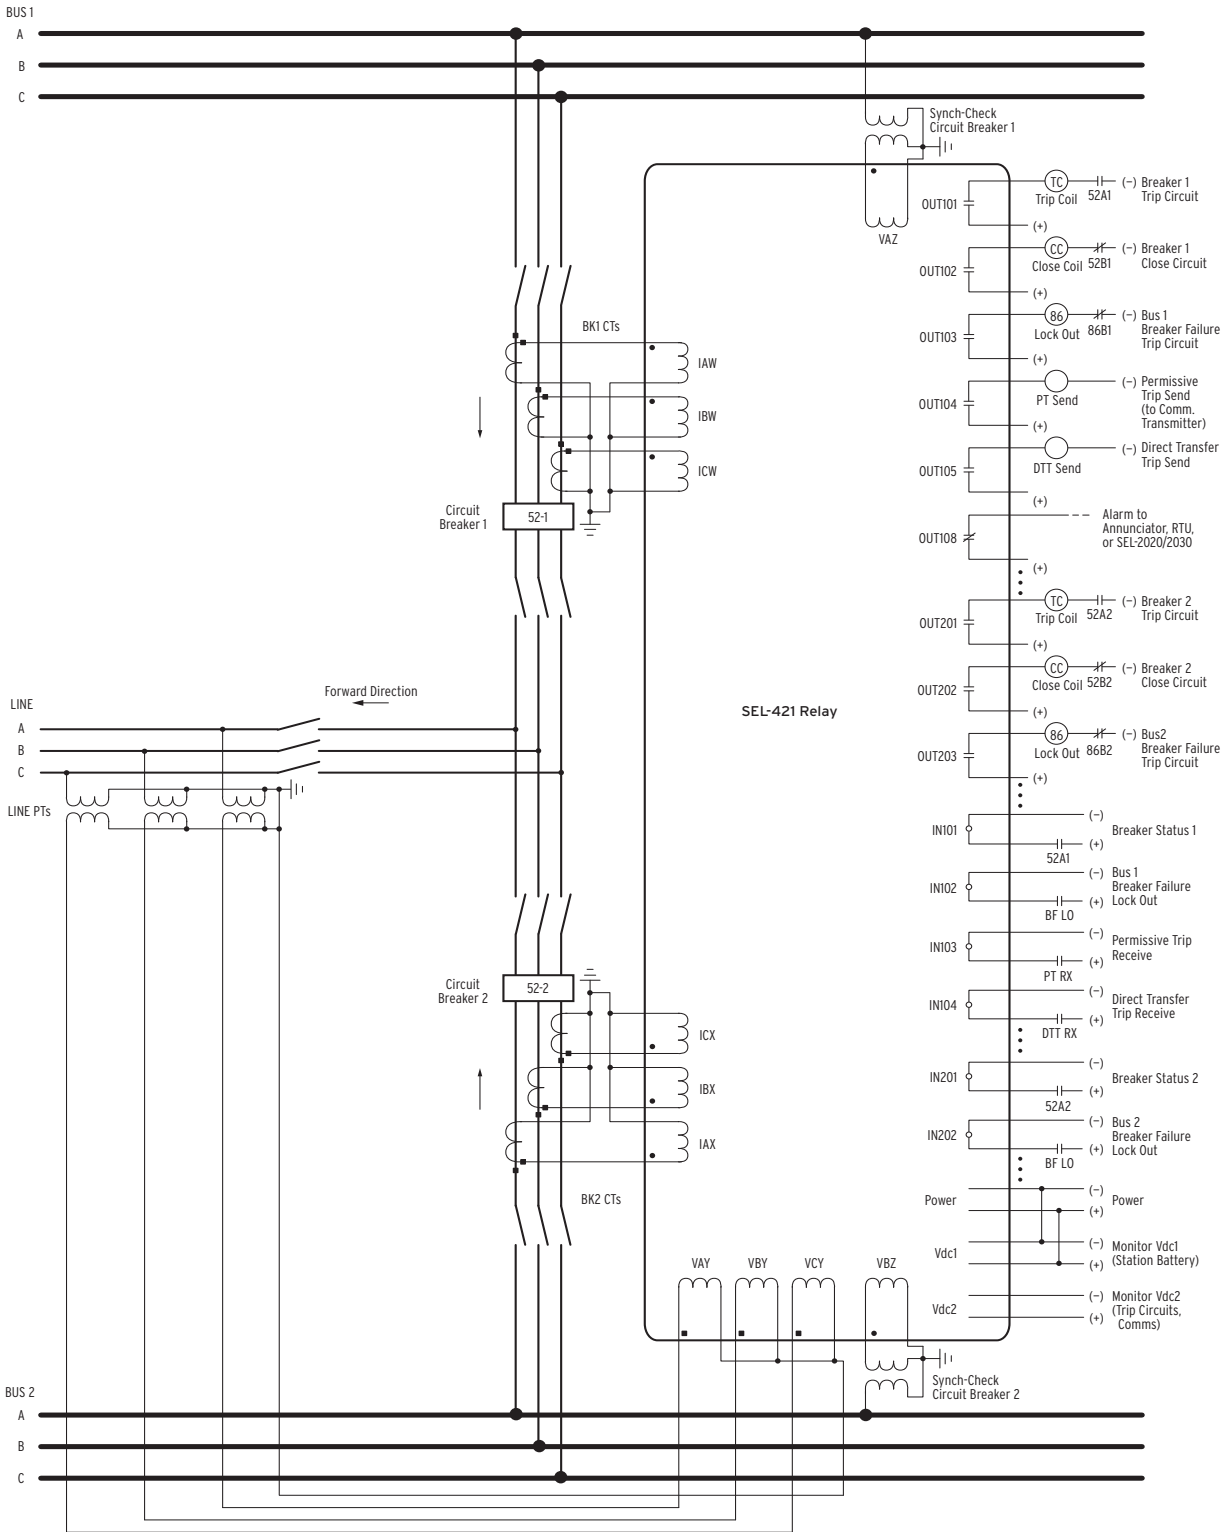 BUS 1
A
B
C
Synch-Check
Circuit Breaker 1
VAZ
OUT101
TC
Trip Coil
52A1
(–) Breaker 1
Trip Circuit
(+)
OUT102
CC
Close Coil
52B1
(–) Breaker 1
Close Circuit
(+)
OUT103
86
Lock Out
86B1
(–) Bus 1
Breaker Failure
Trip Circuit
(+)
OUT104
PT Send
(–) Permissive
Trip Send
(to Comm.
Transmitter)
(+)
OUT105
DTT Send
(–) Direct Transfer
Trip Send
(+)
OUT108
Alarm to
Annunciator, RTU,
or SEL-2020/2030
(+)
OUT201
TC
Trip Coil
52A2
(–) Breaker 2
Trip Circuit
(+)
OUT202
CC
Close Coil
52B2
(–) Breaker 2
Close Circuit
(+)
OUT203
86
Lock Out
86B2
(–) Bus2
Breaker Failure
Trip Circuit
(+)
BK1 CTs
IAW
IBW
ICW
Circuit
Breaker 1
52-1
SEL-421 Relay
Forward Direction
LINE
A
B
C
LINE PTs
IN101
(–)
Breaker Status 1
(+)
52A1
IN102
(–) Bus 1
Breaker Failure
(+) Lock Out
BF LO
IN103
(–)
Permissive Trip
Receive
(+)
PT RX
IN104
(–)
Direct Transfer
Trip Receive
(+)
DTT RX
IN201
(–)
Breaker Status 2
(+)
52A2
IN202
(–) Bus 2
Breaker Failure
(+) Lock Out
BF LO
Circuit
Breaker 2
52-2
ICX
IBX
IAX
BK2 CTs
Power
(–)
Power
(+)
Vdc1
(–) Monitor Vdc1
(+) (Station Battery)
Vdc2
(–) Monitor Vdc2
(+) (Trip Circuits,
Comms)
VAY
VBY
VCY
VBZ
Synch-Check
Circuit Breaker 2
BUS 2
A
B
C